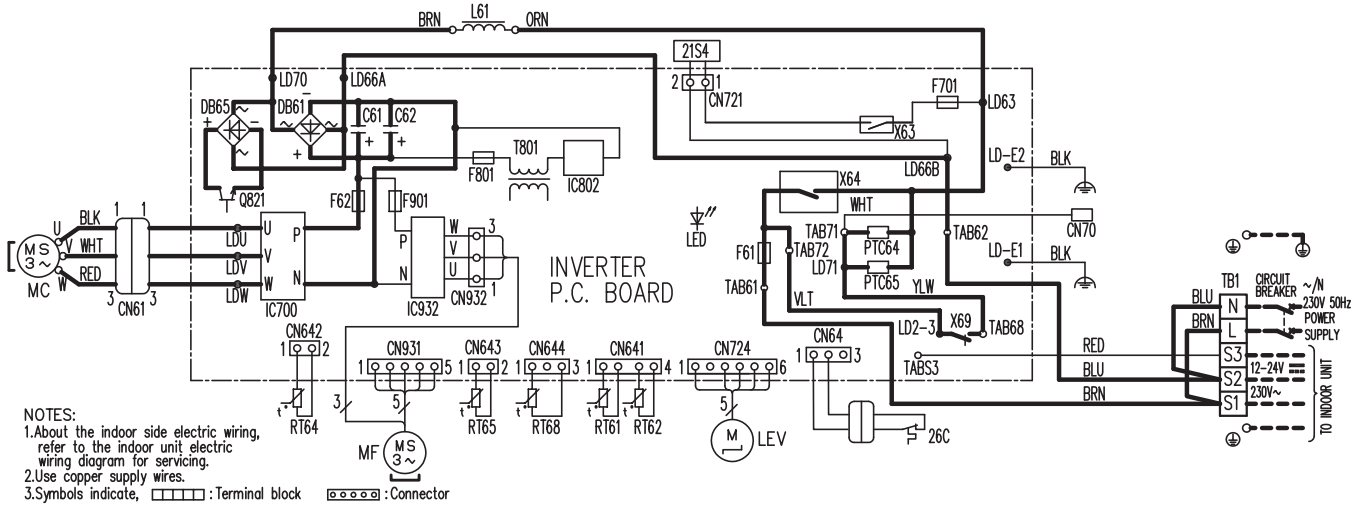 BRN L61 ORN
21S4
2 1
CN721
LD70 LD66A
F701
LD63
DB65 DB61 C61 C62
X63
T801
F801 IC802
LD66B
LD-E2 BLK
Q821
F62 F901
X64
WHT
LED
CN70
U BLK 1 1
LDU U P
MS 3~ V WHT
LDV V
W RED
LDW W N
MC 3 3
CN61
IC700
P W 3
V
N U 1
IC932 CN932
INVERTER
P.C. BOARD
F61 TAB72 TAB71 PTC64 TAB62
LD71 PTC65
LD-E1 BLK
TAB61 VLT YLW
LD2-3 X69 TAB68
TB1 CIRCUIT BREAKER ~/N
230V 50Hz
POWER
SUPPLY
BLU N
BRN L
RED S3
12-24V
BLU S2
230V~
BRN S1
TO INDOOR UNIT
TABS3
CN642
1 2
CN931
1 5
CN643
1 2
CN644
1 3
CN641
1 4
CN724
1 6
CN64
1 3
t° RT64
3 5
t° RT65
t° RT68
t° RT61
t° RT62
5
M LEV
26C
MF MS 3~
NOTES:
1.About the indoor side electric wiring,
refer to the indoor unit electric
wiring diagram for servicing.
2.Use copper supply wires.
3.Symbols indicate, :Terminal block :Connector